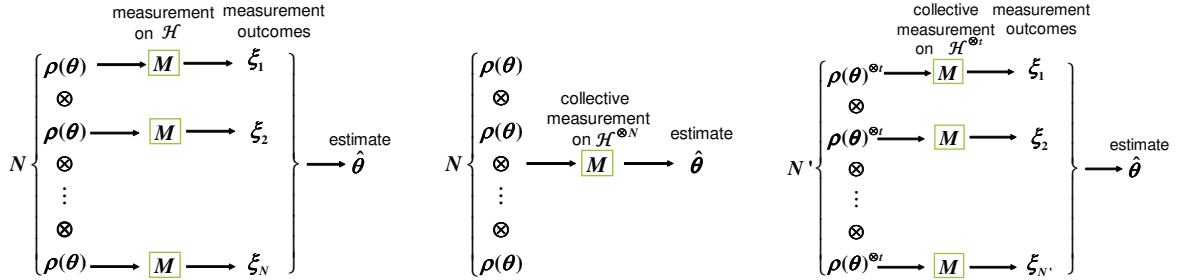 measurement
on ℋ
measurement
outcomes
N
ρ(θ)
M
ξ₁
⊗
ρ(θ)
M
ξ₂
⊗
⋮
⊗
ρ(θ)
M
ξ_N
estimate
θ̂
N
ρ(θ)
⊗
ρ(θ)
⊗
⋮
⊗
ρ(θ)
collective
measurement
on ℋ^⊗N
M
estimate
θ̂
collective
measurement
on ℋ^⊗t
measurement
outcomes
N'
ρ(θ)^⊗t
M
ξ₁
⊗
ρ(θ)^⊗t
M
ξ₂
⊗
⋮
⊗
ρ(θ)^⊗t
M
ξ_N'
estimate
θ̂